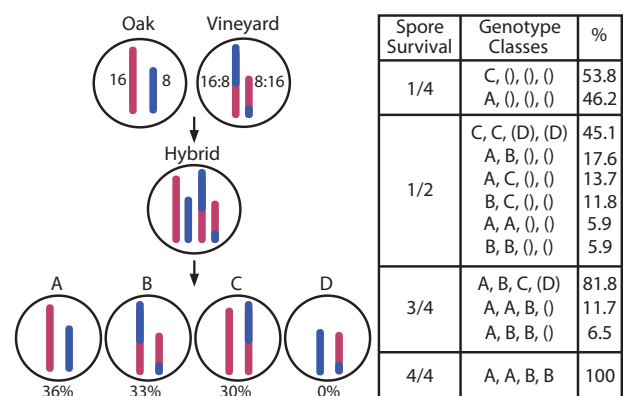 Oak Vineyard
16 8 16:8 8:16
Hybrid
A B C D
36% 33% 30% 0%
Spore Survival Genotype Classes %
1/4
C, (), (), () 53.8
A, (), (), () 46.2
1/2
C, C, (D), (D) 45.1
A, B, (), () 17.6
A, C, (), () 13.7
B, C, (), () 11.8
A, A, (), () 5.9
B, B, (), () 5.9
3/4
A, B, C, (D) 81.8
A, A, B, () 11.7
A, B, B, () 6.5
4/4 A, A, B, B 100